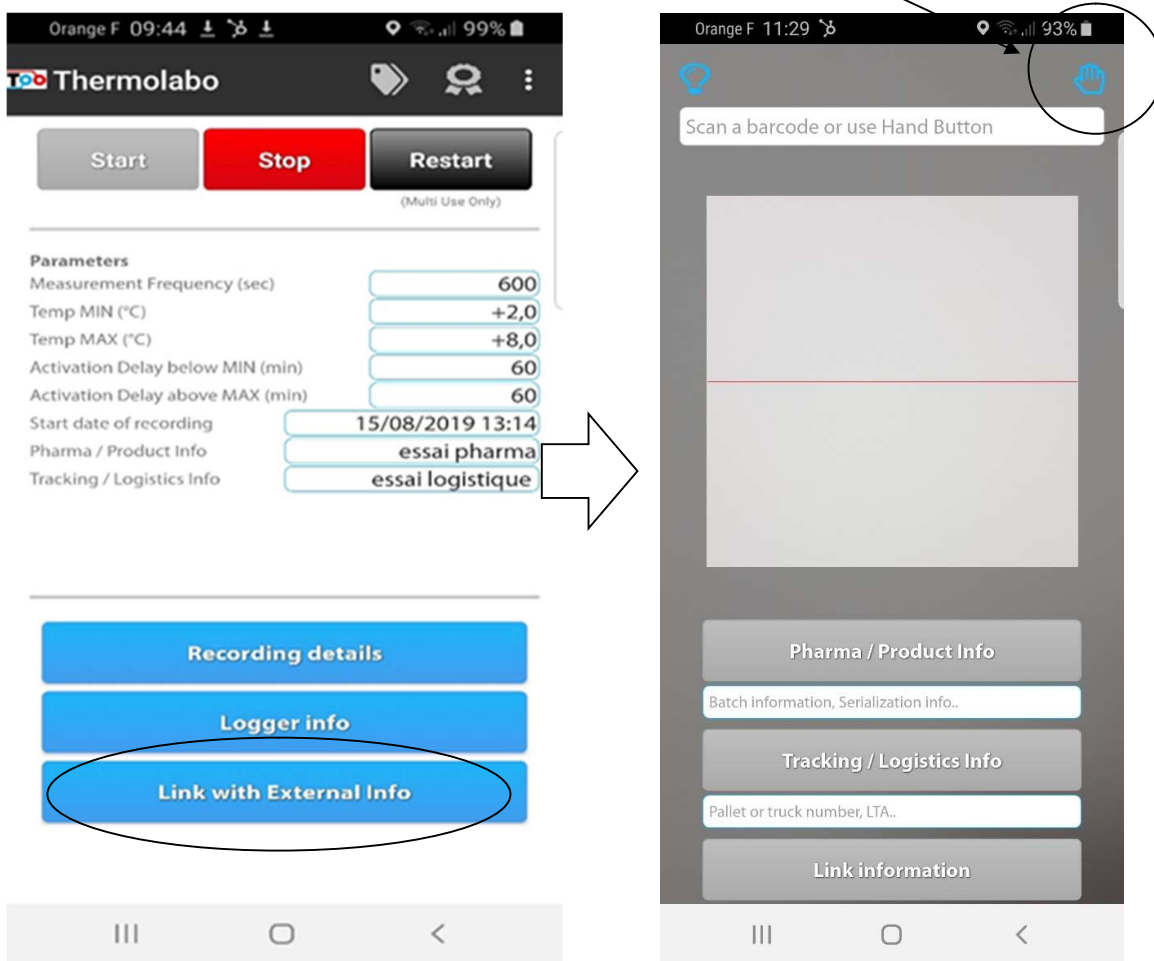 Orange F 09:44 99%
TOB Thermolabo
Start Stop Restart
(Multi Use Only)
Parameters
Measurement Frequency (sec) 600
Temp MIN (°C) +2,0
Temp MAX (°C) +8,0
Activation Delay below MIN (min) 60
Activation Delay above MAX (min) 60
Start date of recording 15/08/2019 13:14
Pharma / Product Info essai pharma
Tracking / Logistics Info essai logistique
Recording details
Logger info
Link with External Info
Orange F 11:29 93%
Scan a barcode or use Hand Button
Pharma / Product Info
Batch information, Serialization info..
Tracking / Logistics Info
Pallet or truck number, LTA..
Link information